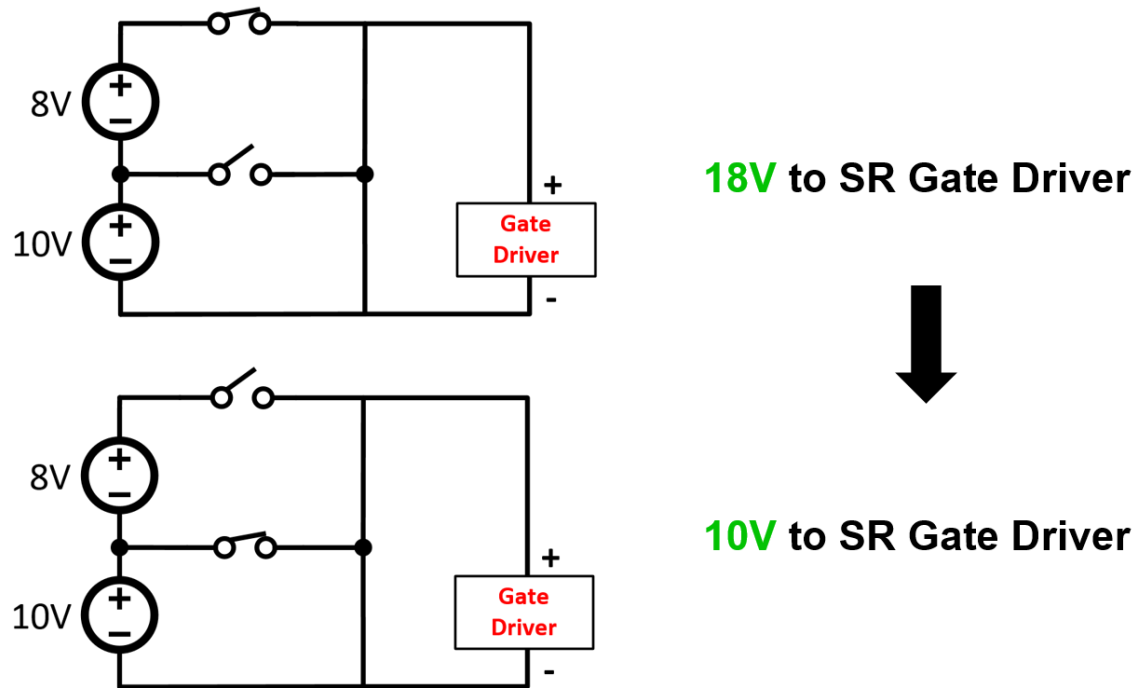 8V
+
−
10V
+
−
+
Gate
Driver
-
18V to SR Gate Driver
8V
+
−
10V
+
−
+
Gate
Driver
-
10V to SR Gate Driver